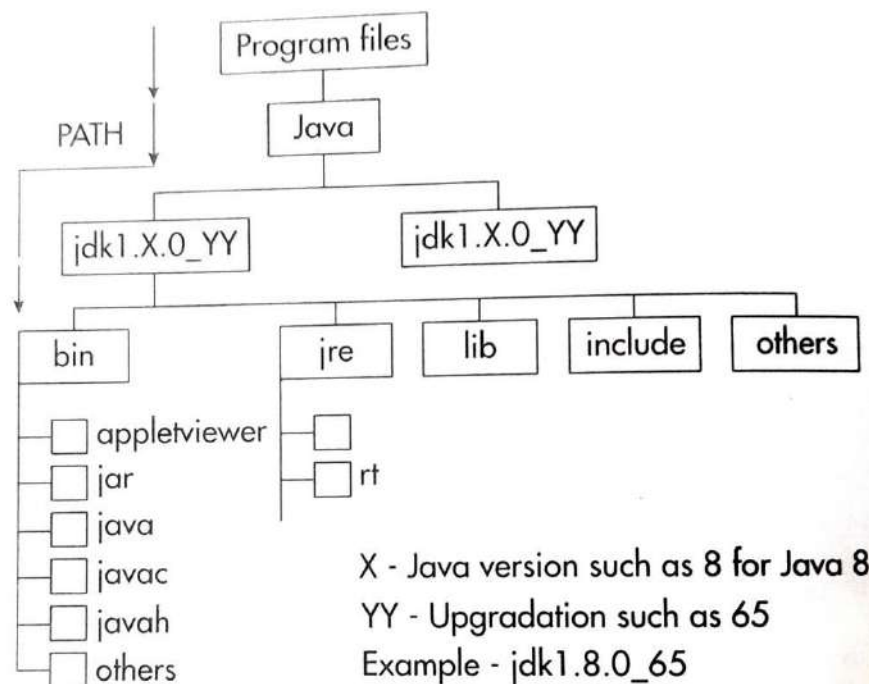 Program files
PATH
Java
jdk1.X.0_YY
jdk1.X.0_YY
bin
jre
lib
include
others
appletviewer
jar
java
javac
javah
others
rt
X - Java version such as 8 for Java 8
YY - Upgradation such as 65
Example - jdk1.8.0_65